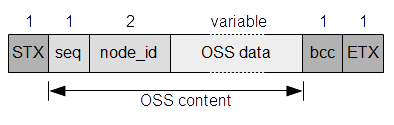 1 1 2 variable 1 1
STX seq node_id OSS data bcc ETX
OSS content